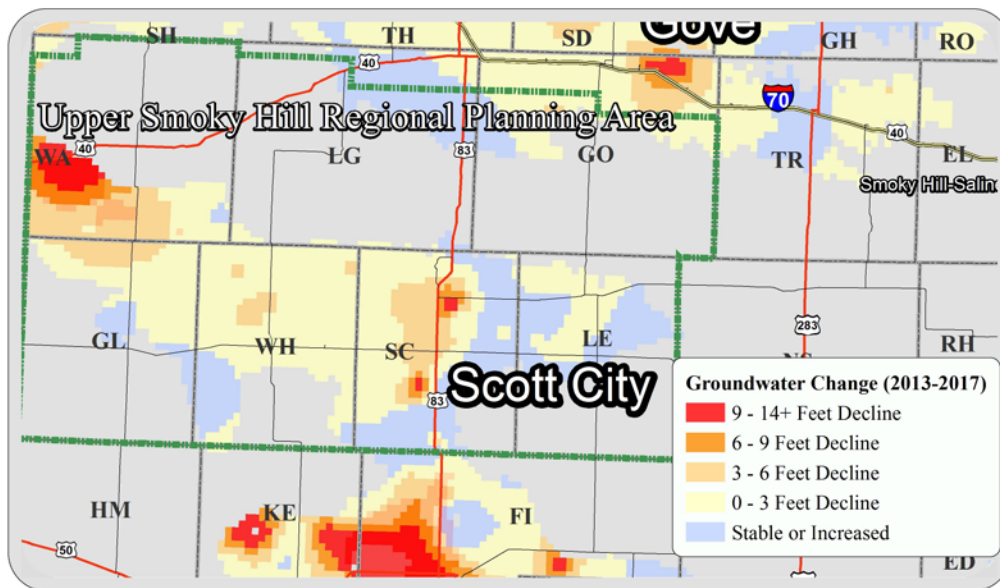 Gove
SH
TH
SD
GH
RO
40
70
Upper Smoky Hill Regional Planning Area
WA
40
LG
83
GO
TR
40
EL
Smoky Hill-Salin
GL
WH
SC
LE
283
RH
83
Scott City
Groundwater Change (2013-2017)
9 - 14+ Feet Decline
6 - 9 Feet Decline
3 - 6 Feet Decline
0 - 3 Feet Decline
Stable or Increased
HM
KE
FI
50
ED